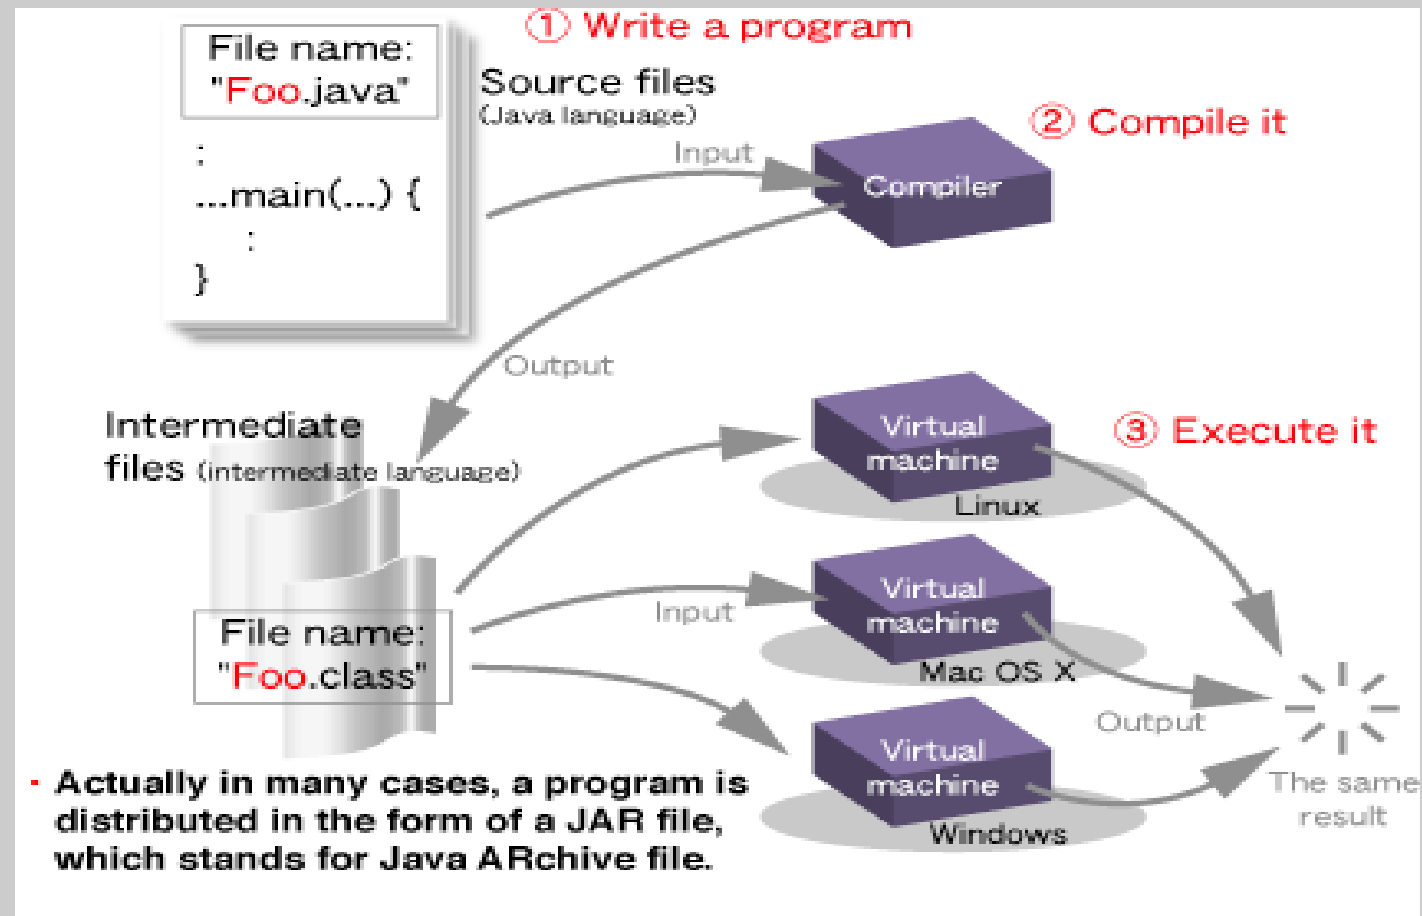 ① Write a program
File name:
"Foo.java"
Source files
(Java language)
:
...main(...) {
:
}
Input
② Compile it
Compiler
Output
Intermediate
files (intermediate language)
File name:
"Foo.class"
③ Execute it
Virtual
machine
Linux
Input
Virtual
machine
Mac OS X
Virtual
machine
Windows
Output
The same
result
- Actually in many cases, a program is
distributed in the form of a JAR file,
which stands for Java ARchive file.